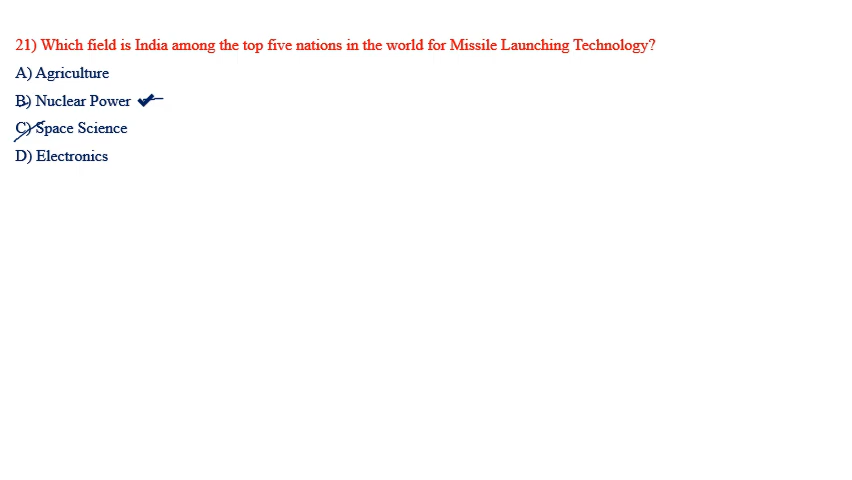 21) Which field is India among the top five nations in the world for Missile Launching Technology?
A) Agriculture
B) Nuclear Power
C) Space Science
D) Electronics